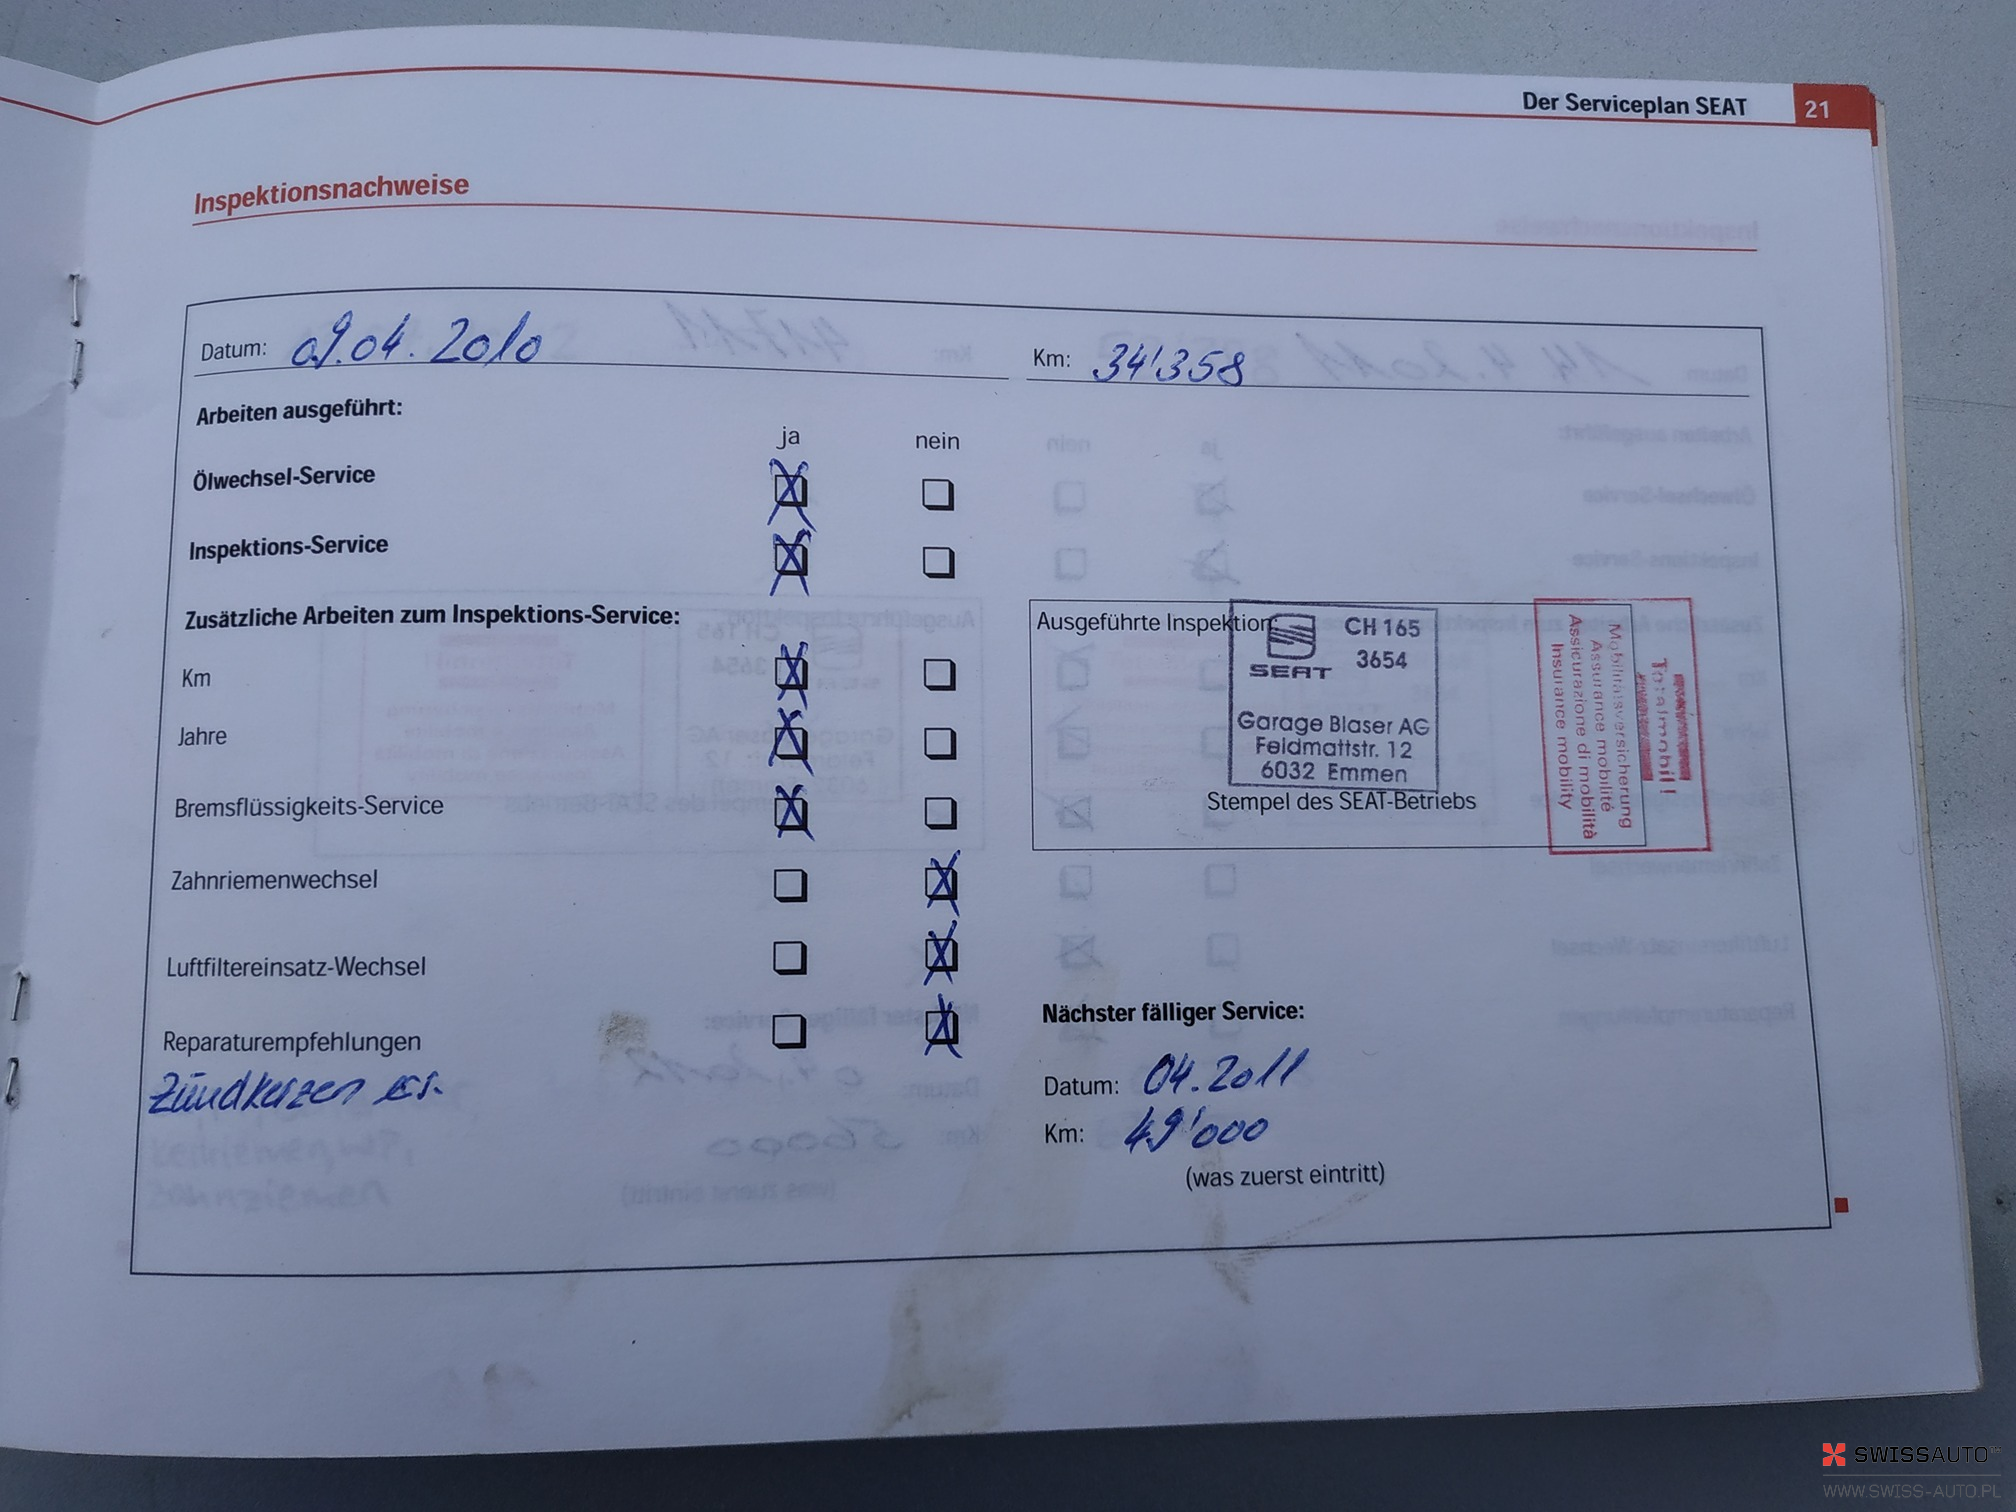 Der Serviceplan SEAT 21
Inspektionsnachweise
Datum: 09.04.2010 Km: 34'358
Arbeiten ausgeführt:
ja nein
Ölwechsel-Service
Inspektions-Service
Zusätzliche Arbeiten zum Inspektions-Service:
Km
Jahre
Bremsflüssigkeits-Service
Zahnriemenwechsel
Luftfiltereinsatz-Wechsel
Reparaturempfehlungen
Zündkerzen
Ausgeführte Inspektion:
SEAT CH 165
3654
Garage Blaser AG
Feldmattstr. 12
6032 Emmen
Stempel des SEAT-Betriebs
Totalmobil!
Mobilitätsversicherung
Assurance mobilité
Assicurazione di mobilità
Insurance mobility
Nächster fälliger Service:
Datum: 04.2011
Km: 49'000
(was zuerst eintritt)
SWISSAUTO
WWW.SWISS-AUTO.PL